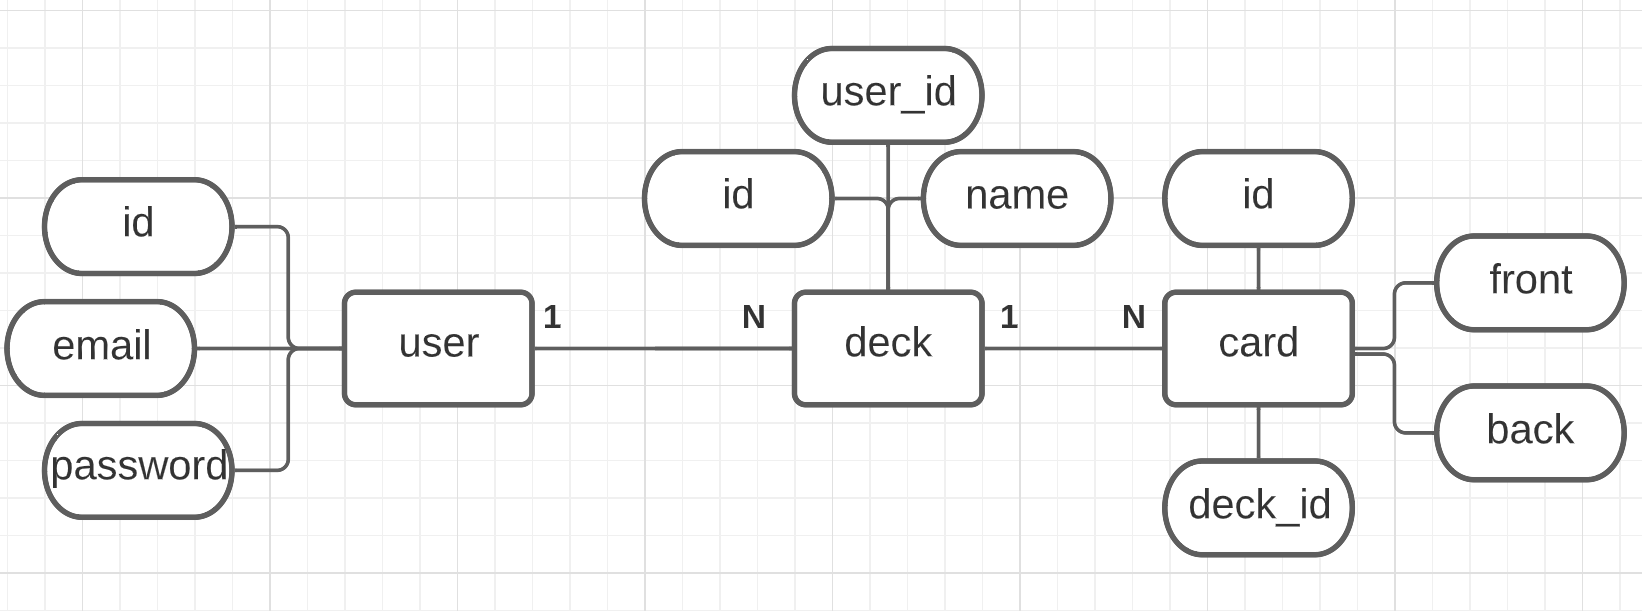 user_id
id
name
id
id
front
email
user
1
N
deck
1
N
card
password
back
deck_id